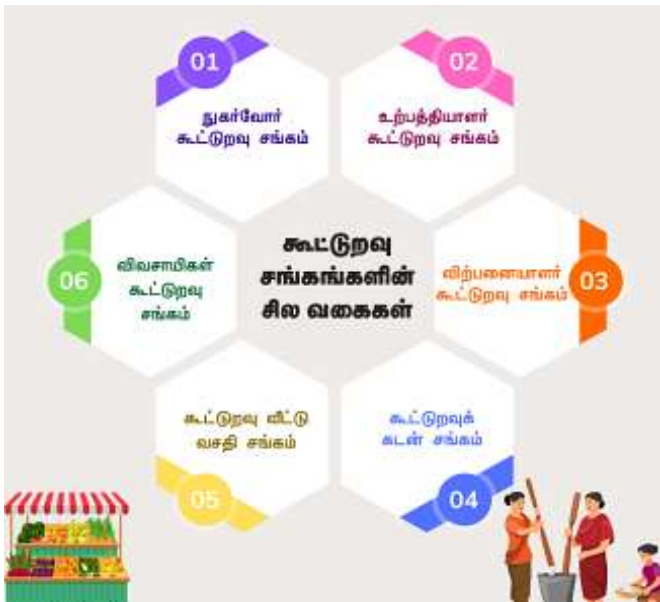 கூட்டுறவு
சங்கங்களின்
சில வகைகள்
01
நுகர்வோர்
கூட்டுறவு சங்கம்
02
உற்பத்தியாளர்
கூட்டுறவு சங்கம்
03
விற்பனையாளர்
கூட்டுறவு சங்கம்
04
கூட்டுறவுக்
கடன் சங்கம்
05
கூட்டுறவு வீட்டு
வசதி சங்கம்
06
விவசாயிகள்
கூட்டுறவு
சங்கம்